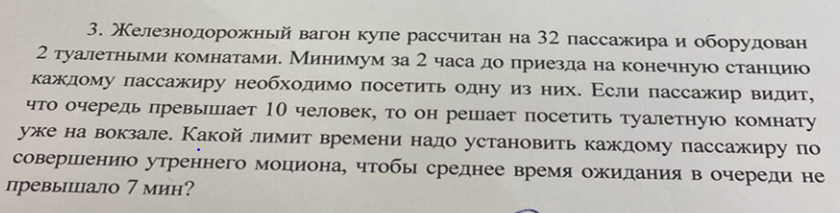 3. Железнодорожный вагон купе рассчитан на 32 пассажира и оборудован
2 туалетными комнатами. Минимум за 2 часа до приезда на конечную станцию
каждому пассажиру необходимо посетить одну из них. Если пассажир видит,
что очередь превышает 10 человек, то он решает посетить туалетную комнату
уже на вокзале. Какой лимит времени надо установить каждому пассажиру по
совершению утреннего моциона, чтобы среднее время ожидания в очереди не
превышало 7 мин?